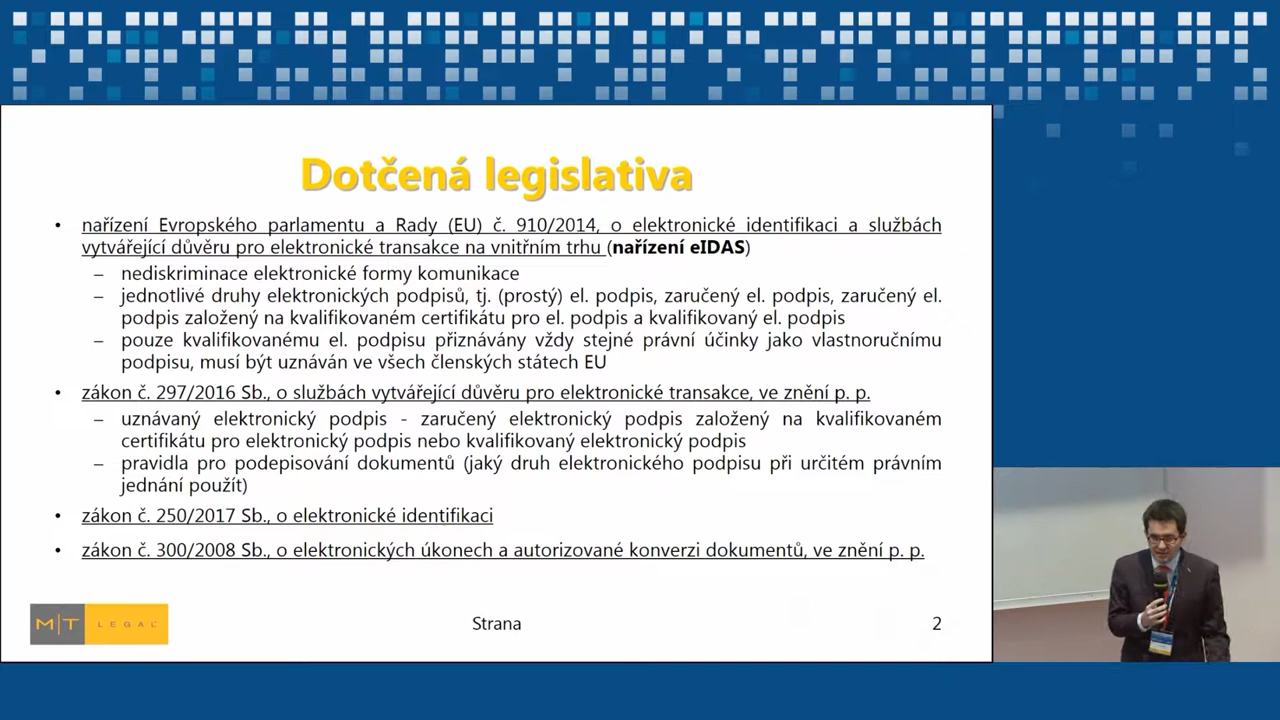 Dotčená legislativa
• nařízení Evropského parlamentu a Rady (EU) č. 910/2014, o elektronické identifikaci a službách
vytvářející důvěru pro elektronické transakce na vnitřním trhu (nařízení eIDAS)
– nediskriminace elektronické formy komunikace
– jednotlivé druhy elektronických podpisů, tj. (prostý) el. podpis, zaručený el. podpis, zaručený el.
podpis založený na kvalifikovaném certifikátu pro el. podpis a kvalifikovaný el. podpis
– pouze kvalifikovanému el. podpisu přiznávány vždy stejné právní účinky jako vlastnoručnímu
podpisu, musí být uznáván ve všech členských státech EU
• zákon č. 297/2016 Sb., o službách vytvářející důvěru pro elektronické transakce, ve znění p. p.
– uznávaný elektronický podpis - zaručený elektronický podpis založený na kvalifikovaném
certifikátu pro elektronický podpis nebo kvalifikovaný elektronický podpis
– pravidla pro podepisování dokumentů (jaký druh elektronického podpisu při určitém právním
jednání použít)
• zákon č. 250/2017 Sb., o elektronické identifikaci
• zákon č. 300/2008 Sb., o elektronických úkonech a autorizované konverzi dokumentů, ve znění p. p.
M|T LEGAL
Strana
2